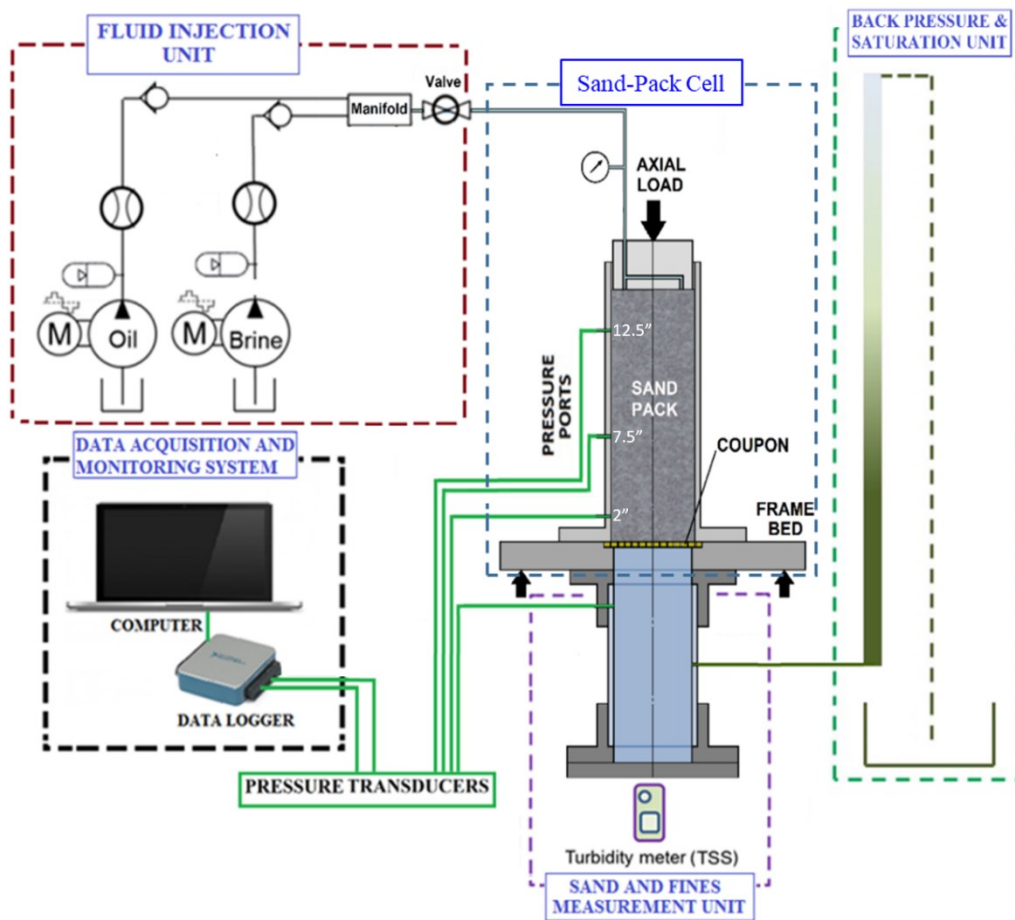 FLUID INJECTION
UNIT
BACK PRESSURE &
SATURATION UNIT
Valve
Manifold
Sand-Pack Cell
AXIAL
LOAD
M
Oil
M
Brine
12.5”
PRESSURE
PORTS
SAND
PACK
7.5”
COUPON
2”
FRAME
BED
DATA ACQUISITION AND
MONITORING SYSTEM
COMPUTER
DATA LOGGER
PRESSURE TRANSDUCERS
Turbidity meter (TSS)
SAND AND FINES
MEASUREMENT UNIT